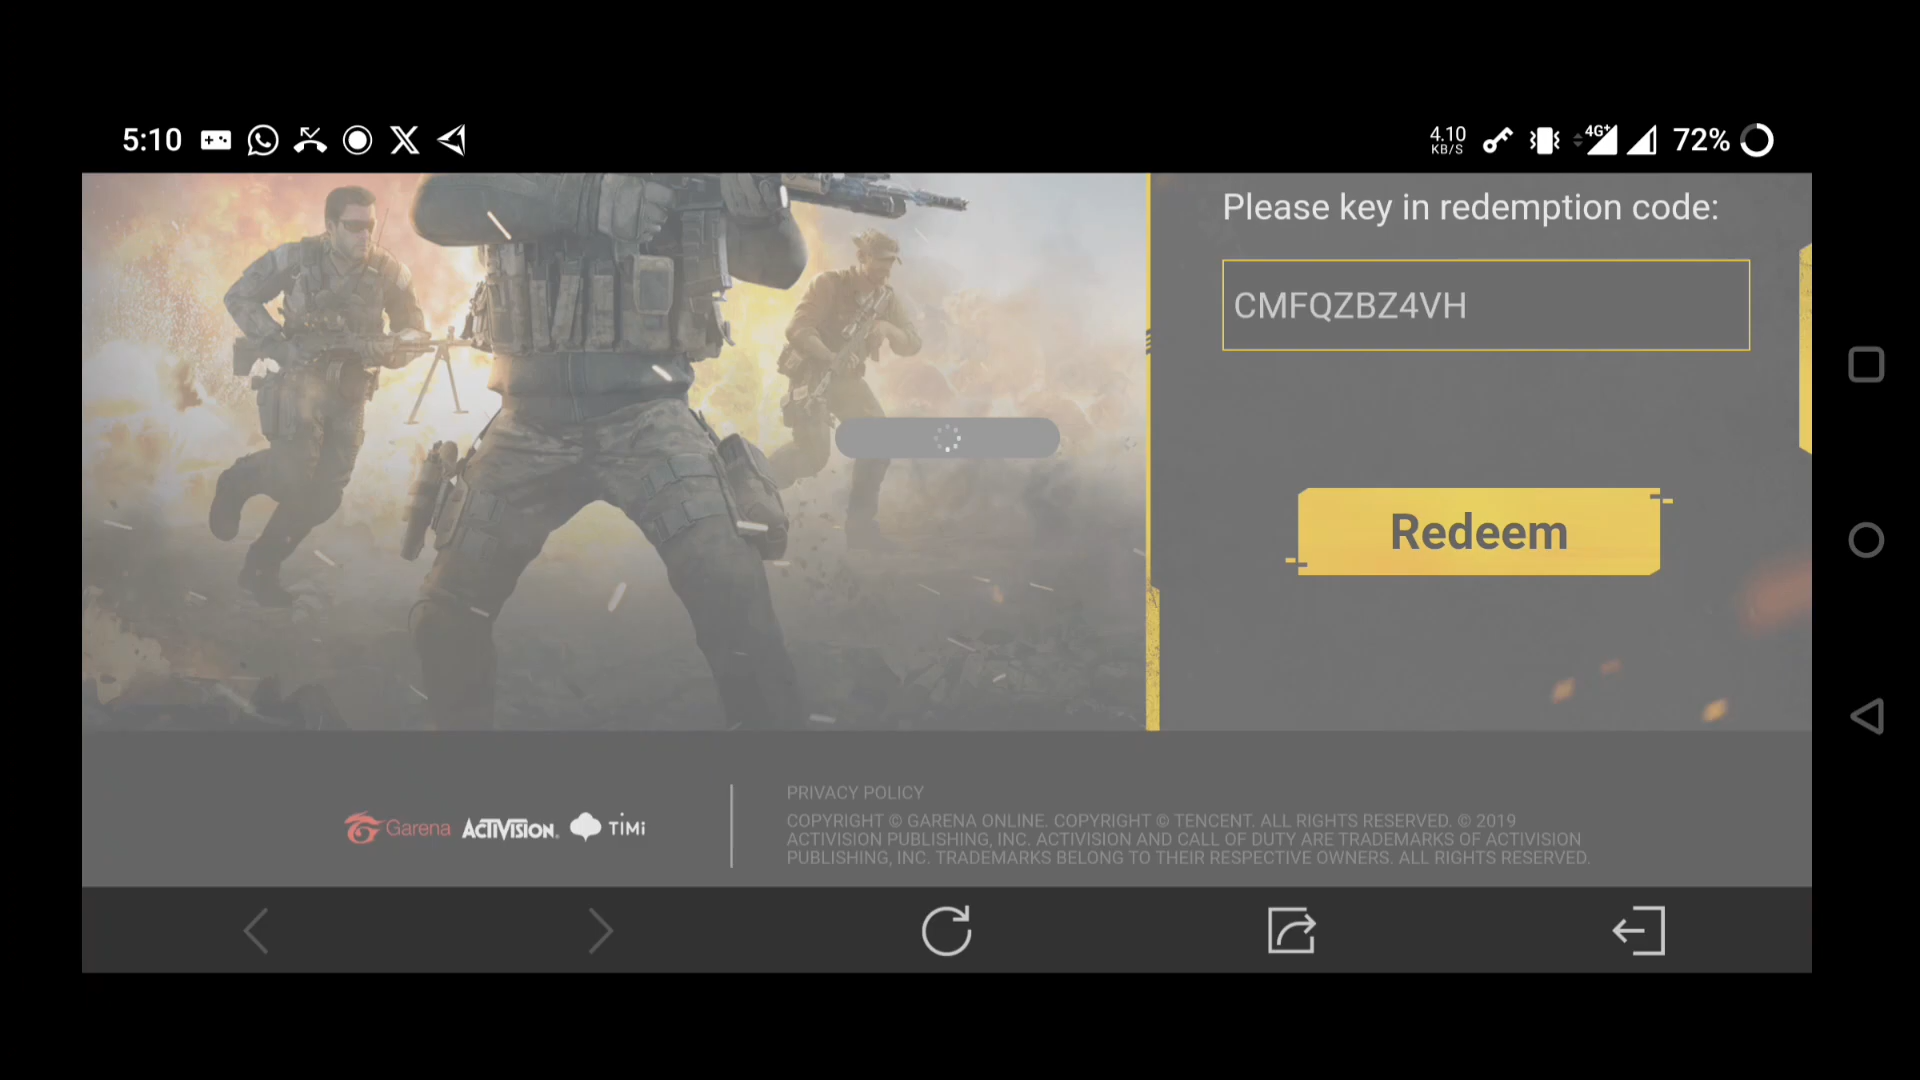 5:10
4.10
KB/S
4G+
72%
Please key in redemption code:
CMFQZBZ4VH
Redeem
PRIVACY POLICY
Garena ACTIVISION. TiMi
COPYRIGHT © GARENA ONLINE. COPYRIGHT © TENCENT. ALL RIGHTS RESERVED. © 2019
ACTIVISION PUBLISHING, INC. ACTIVISION AND CALL OF DUTY ARE TRADEMARKS OF ACTIVISION
PUBLISHING, INC. TRADEMARKS BELONG TO THEIR RESPECTIVE OWNERS. ALL RIGHTS RESERVED.